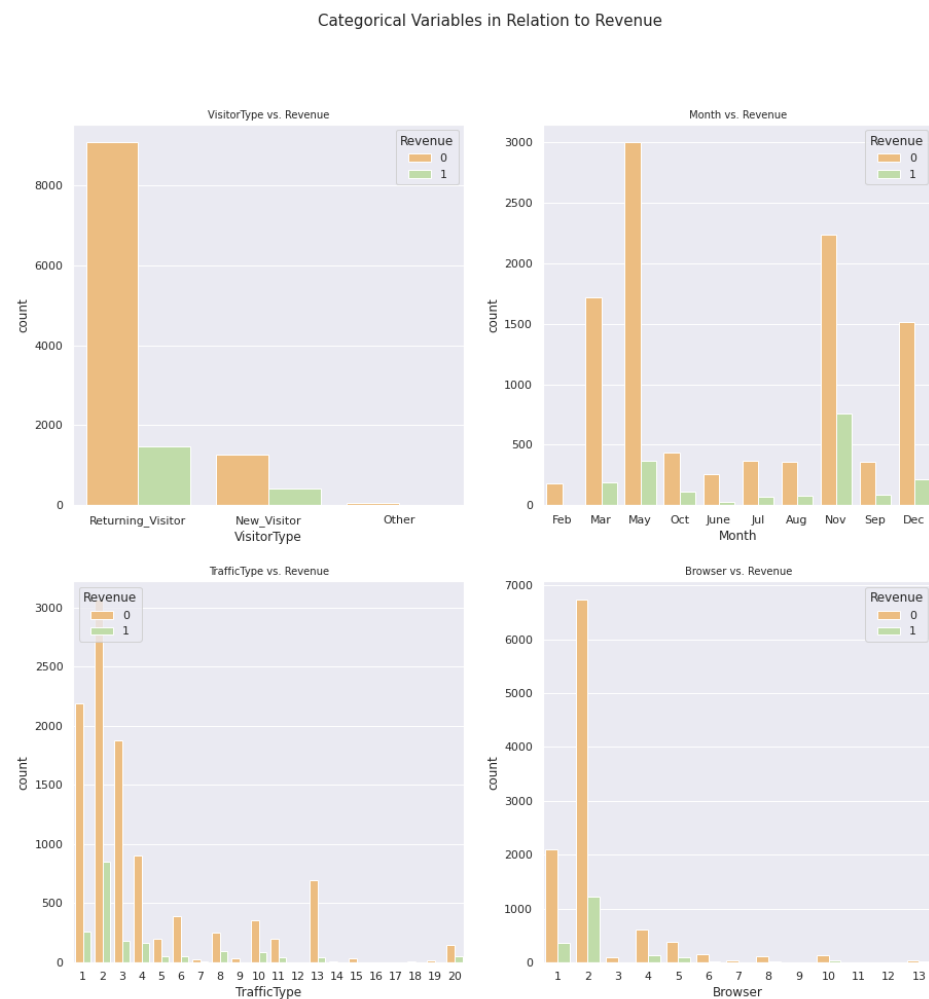 Categorical Variables in Relation to Revenue
VisitorType vs. Revenue
Revenue
0
1
8000
6000
4000
2000
0
count
Returning_Visitor New_Visitor Other
VisitorType
Month vs. Revenue
Revenue
0
1
3000
2500
2000
1500
1000
500
0
count
Feb Mar May Oct June Jul Aug Nov Sep Dec
Month
TrafficType vs. Revenue
Revenue
0
1
3000
2500
2000
1500
1000
500
0
count
1 2 3 4 5 6 7 8 9 10 11 12 13 14 15 16 17 18 19 20
TrafficType
Browser vs. Revenue
Revenue
0
1
7000
6000
5000
4000
3000
2000
1000
0
count
1 2 3 4 5 6 7 8 9 10 11 12 13
Browser